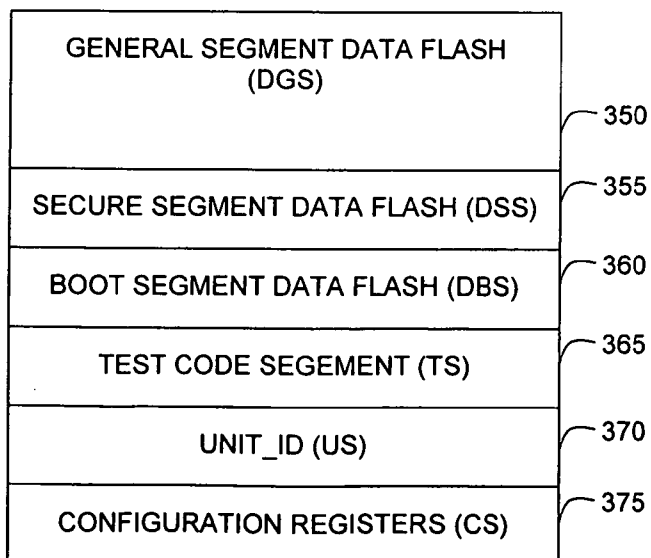 GENERAL SEGMENT DATA FLASH
(DGS)
350
355
SECURE SEGMENT DATA FLASH (DSS)
360
BOOT SEGMENT DATA FLASH (DBS)
365
TEST CODE SEGEMENT (TS)
370
UNIT_ID (US)
375
CONFIGURATION REGISTERS (CS)